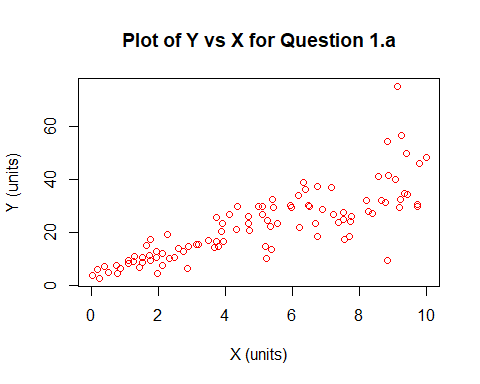 Plot of Y vs X for Question 1.a
Y (units)
60
40
20
0
0 2 4 6 8 10
X (units)